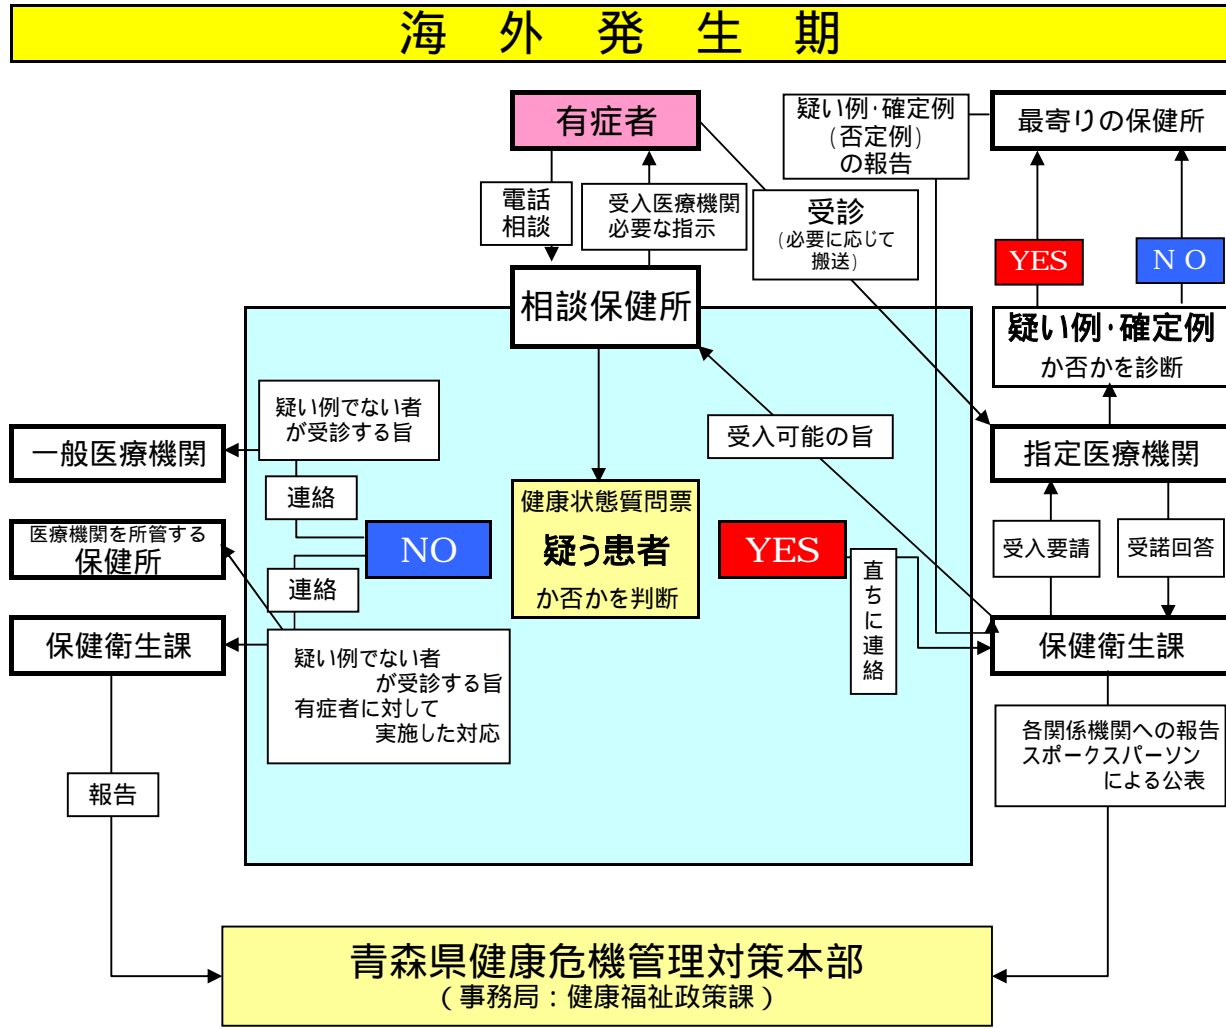 海外発生期
有症者
疑い例・確定例
(否定例)
の報告
最寄りの保健所
電話
相談
受入医療機関
必要な指示
受診
(必要に応じて
搬送)
YES
NO
相談保健所
疑い例・確定例
か否かを診断
疑い例でない者
が受診する旨
受入可能の旨
一般医療機関
指定医療機関
連絡
健康状態質問票
疑う患者
か否かを判断
医療機関を所管する
保健所
NO
YES
受入要請
受諾回答
連絡
直ちに連絡
保健衛生課
保健衛生課
疑い例でない者
が受診する旨
有症者に対して
実施した対応
各関係機関への報告
スポークスパーソン
による公表
報告
青森県健康危機管理対策本部
(事務局：健康福祉政策課)